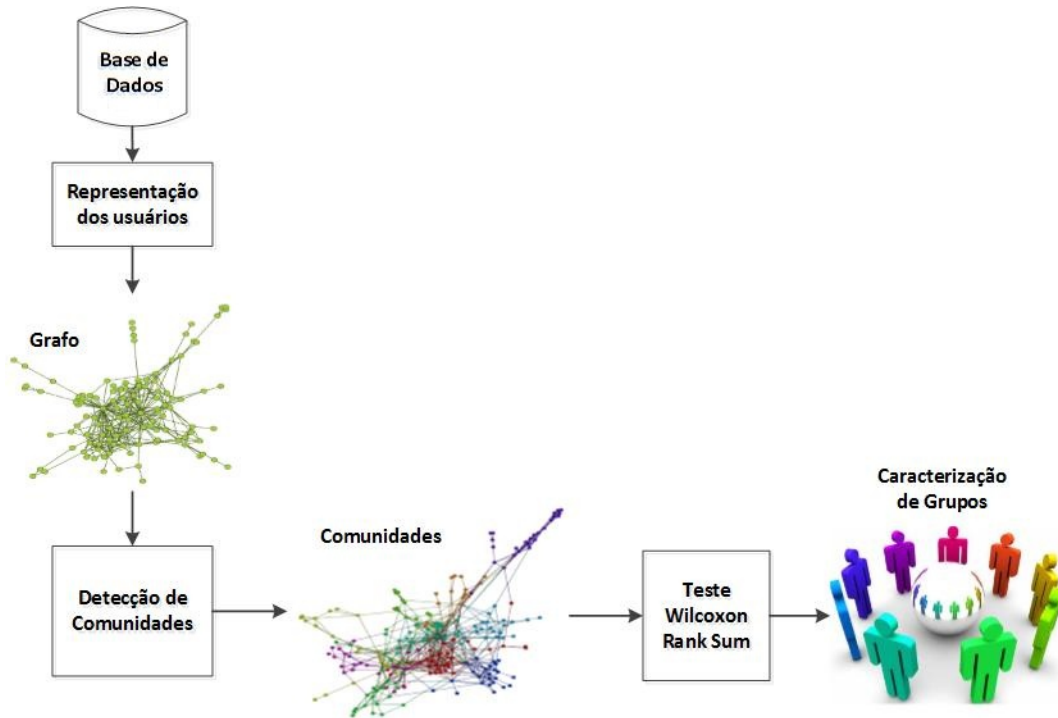 Base de
Dados
Representação
dos usuários
Grafo
Detecção de
Comunidades
Comunidades
Teste
Wilcoxon
Rank Sum
Caracterização
de Grupos